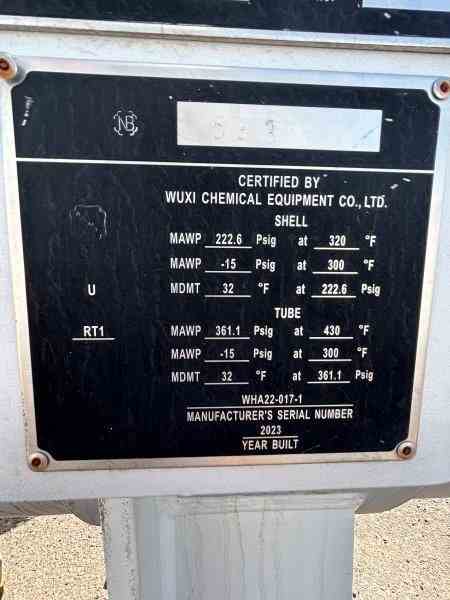 NB
CERTIFIED BY
WUXI CHEMICAL EQUIPMENT CO., LTD.
SHELL
MAWP 222.6 Psig at 320 °F
MAWP -15 Psig at 300 °F
U MDMT 32 °F at 222.6 Psig
TUBE
RT1 MAWP 361.1 Psig at 430 °F
MAWP -15 Psig at 300 °F
MDMT 32 °F at 361.1 Psig
WHA22-017-1
MANUFACTURER'S SERIAL NUMBER
2023
YEAR BUILT